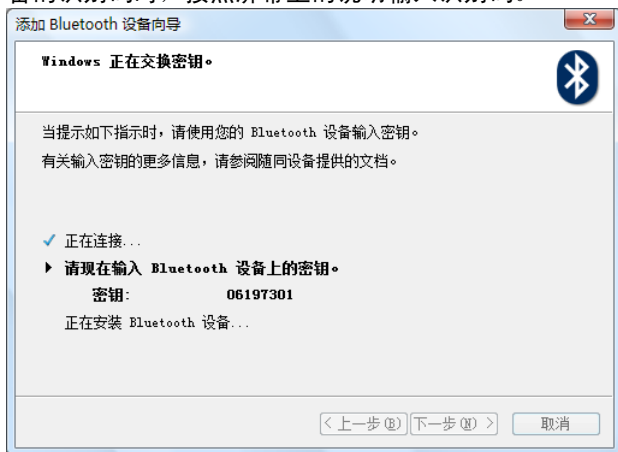 添加 Bluetooth 设备向导
Windows 正在交换密钥。
当提示如下指示时，请使用您的 Bluetooth 设备输入密钥。
有关输入密钥的更多信息，请参阅随同设备提供的文档。
✓ 正在连接...
▶ 请现在输入 Bluetooth 设备上的密钥。
密钥: 06197301
正在安装 Bluetooth 设备...
< 上一步(B) 下一步(N) > 取消